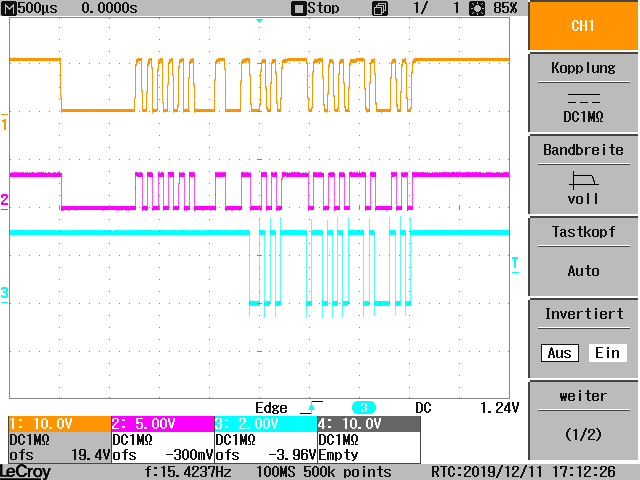 M 500µs 0.0000s Stop 1/ 1 85%
CH1
Kopplung
DC1MΩ
Bandbreite
voll
Tastkopf
Auto
Invertiert
Aus Ein
weiter
(1/2)
1
2
3
T
Edge 3 DC 1.24V
1: 10.0V 2: 5.00V 3: 2.00V 4: 10.0V
DC1MΩ DC1MΩ DC1MΩ DC1MΩ
ofs 19.4V ofs -300mV ofs -3.96V Empty
LeCroy f:15.4237Hz 100MS 500k points RTC:2019/12/11 17:12:26